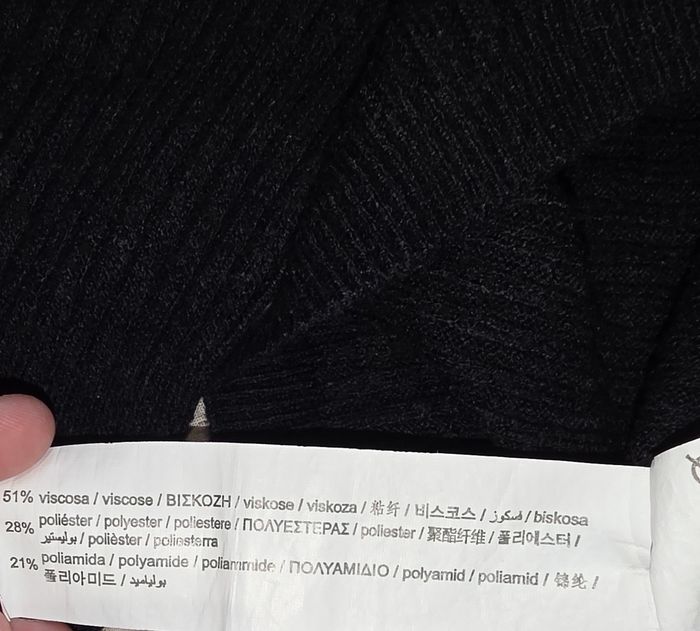 51% viscosa / viscose / ΒΙΣΚΟΖΗ / viskose / viskoza / 粘纤 / 비스코스 / فسكوز / biskosa
28% poliéster / polyester / poliestere / ΠΟΛΥΕΣΤΕΡΑΣ / poliester / 聚酯纤维 / 폴리에스터 /
بوليستير / polièster / poliesterra
21% poliamida / polyamide / poliammide / ΠΟΛΥΑΜΙΔΙΟ / polyamid / poliamid / 锦纶 /
폴리아미드 / بولياميد